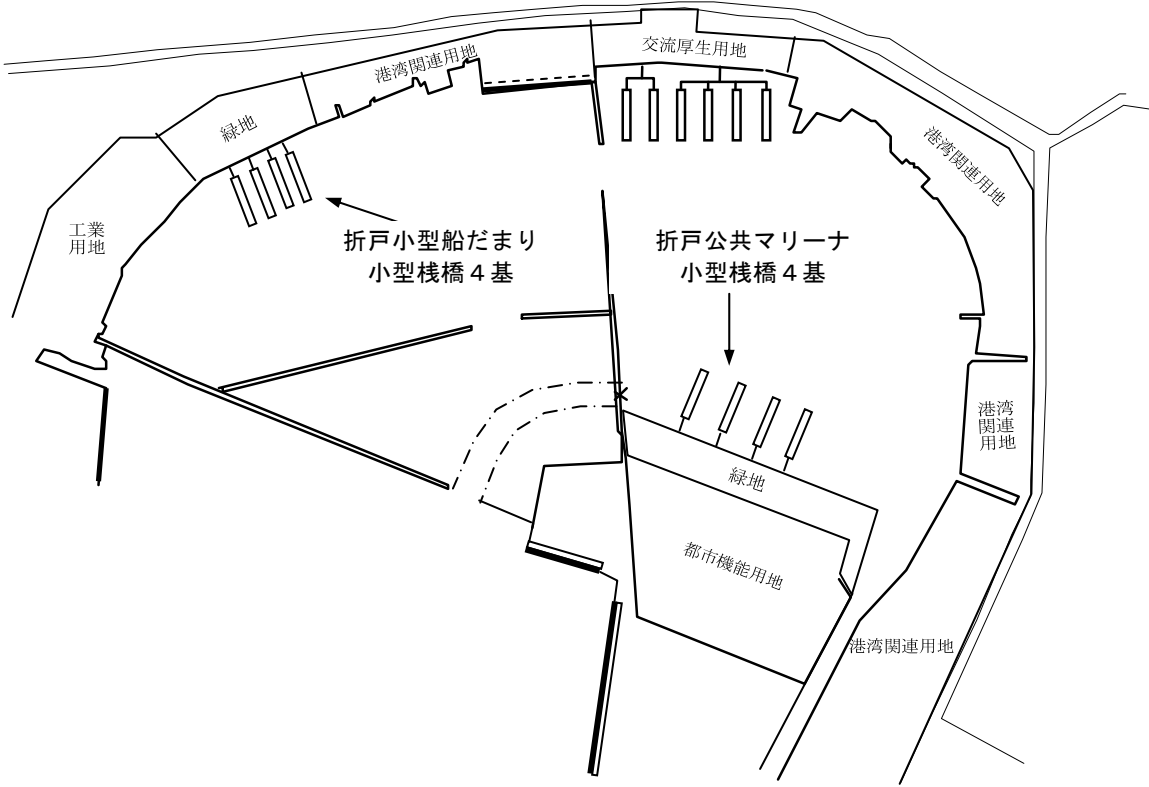 交流厚生用地
港湾関連用地
緑地
港湾関連用地
工業
用地
折戸小型船だまり
小型桟橋４基
折戸公共マリーナ
小型桟橋４基
港湾
関連
用地
緑地
都市機能用地
港湾関連用地